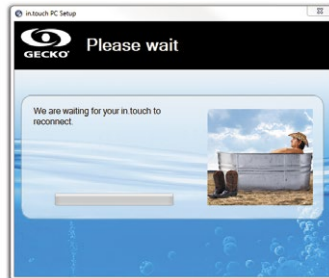 in.touch PC Setup
Please wait
GECKO
We are waiting for your in.touch to
reconnect.